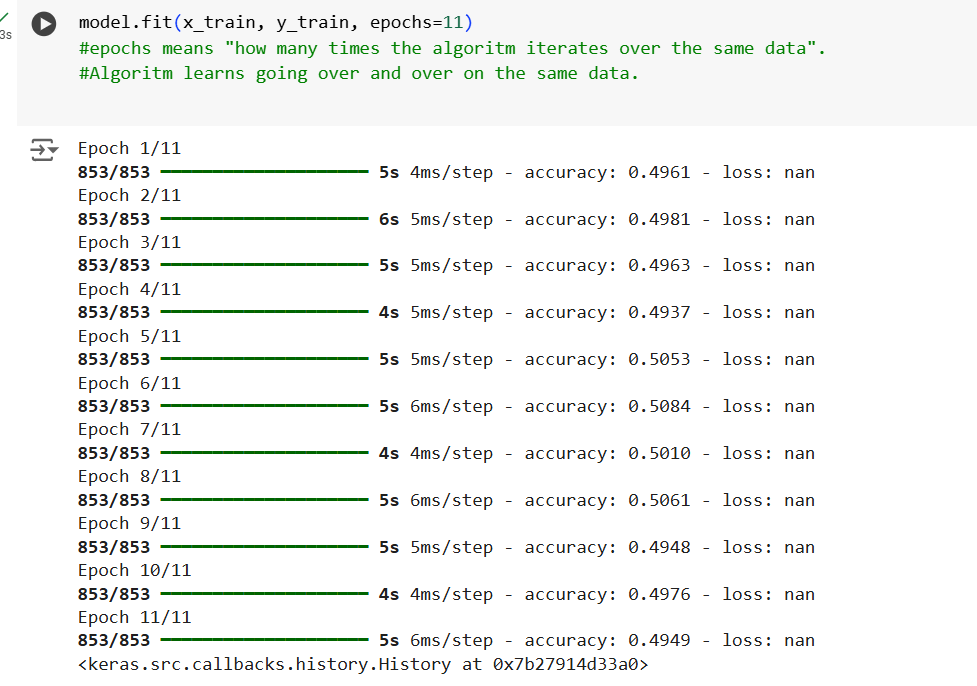 3s
model.fit(x_train, y_train, epochs=11)
#epochs means "how many times the algoritm iterates over the same data".
#Algoritm learns going over and over on the same data.
Epoch 1/11
853/853 5s 4ms/step - accuracy: 0.4961 - loss: nan
Epoch 2/11
853/853 6s 5ms/step - accuracy: 0.4981 - loss: nan
Epoch 3/11
853/853 5s 5ms/step - accuracy: 0.4963 - loss: nan
Epoch 4/11
853/853 4s 5ms/step - accuracy: 0.4937 - loss: nan
Epoch 5/11
853/853 5s 5ms/step - accuracy: 0.5053 - loss: nan
Epoch 6/11
853/853 5s 6ms/step - accuracy: 0.5084 - loss: nan
Epoch 7/11
853/853 4s 4ms/step - accuracy: 0.5010 - loss: nan
Epoch 8/11
853/853 5s 6ms/step - accuracy: 0.5061 - loss: nan
Epoch 9/11
853/853 5s 5ms/step - accuracy: 0.4948 - loss: nan
Epoch 10/11
853/853 4s 4ms/step - accuracy: 0.4976 - loss: nan
Epoch 11/11
853/853 5s 6ms/step - accuracy: 0.4949 - loss: nan
<keras.src.callbacks.history.History at 0x7b27914d33a0>